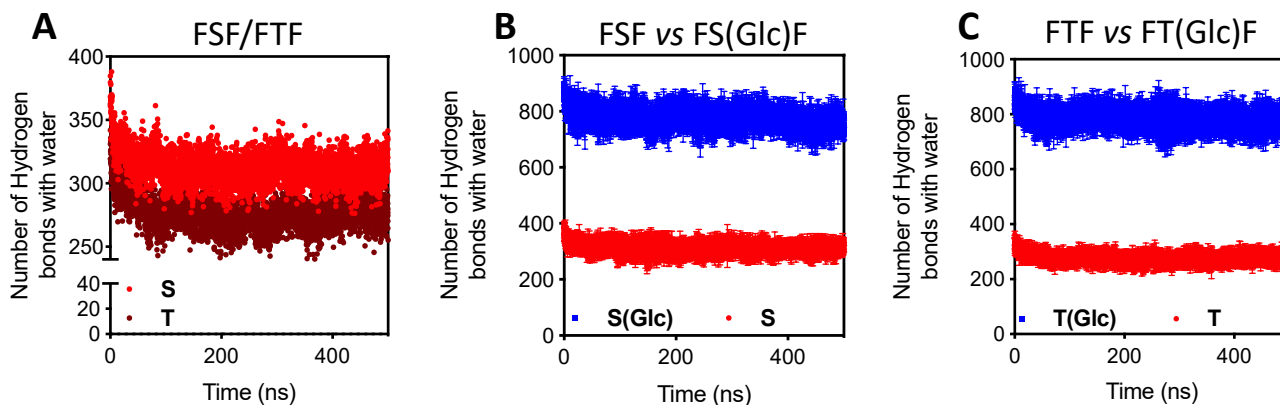 A
FSF/FTF
Number of Hydrogen
bonds with water
400
350
300
250
40
20
0
S
T
0
200
400
Time (ns)
B
FSF vs FS(Glc)F
Number of Hydrogen
bonds with water
1000
800
600
400
200
0
S(Glc)
S
0
200
400
Time (ns)
C
FTF vs FT(Glc)F
Number of Hydrogen
bonds with water
1000
800
600
400
200
0
T(Glc)
T
0
200
400
Time (ns)